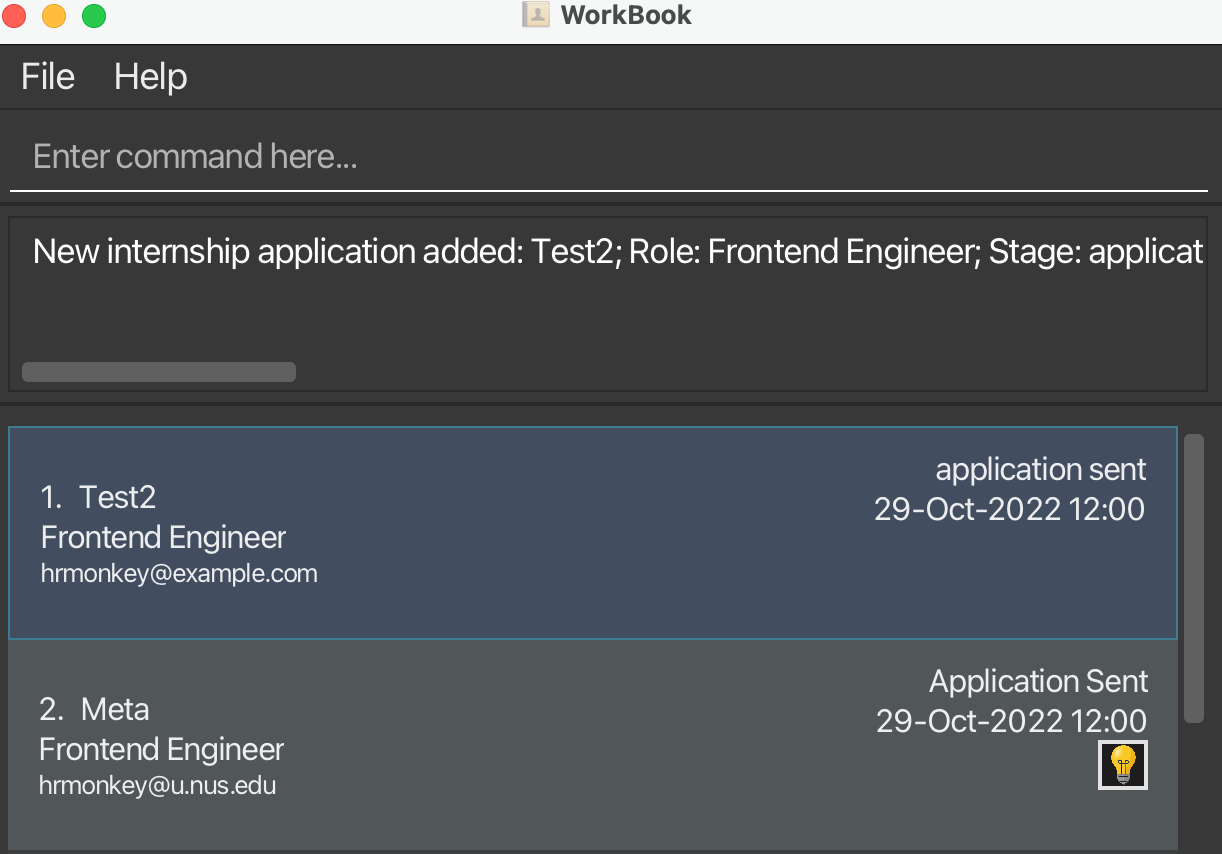 WorkBook
File Help
Enter command here...
New internship application added: Test2; Role: Frontend Engineer; Stage: applicat
application sent
29-Oct-2022 12:00
1. Test2
Frontend Engineer
hrmonkey@example.com
Application Sent
29-Oct-2022 12:00
2. Meta
Frontend Engineer
hrmonkey@u.nus.edu